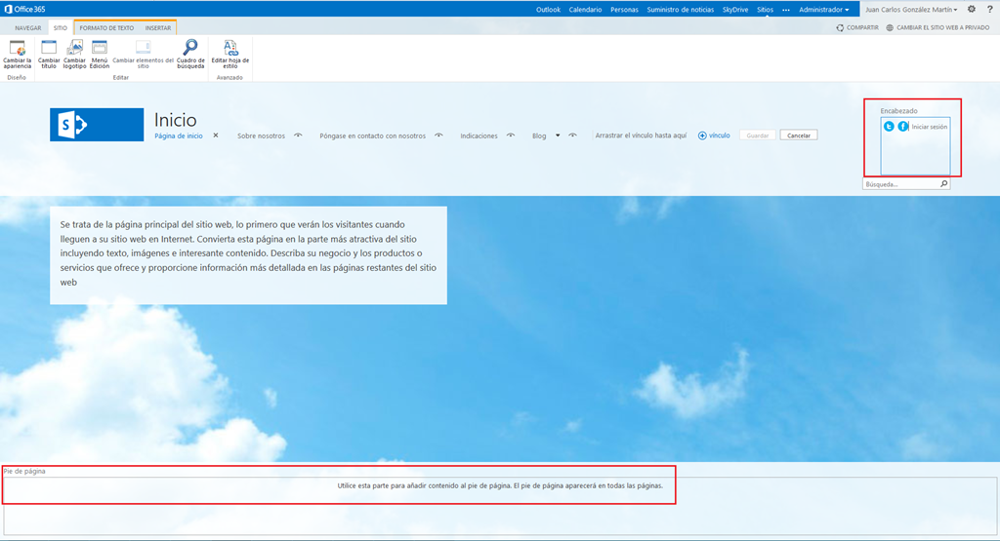 Office 365 Outlook Calendario Personas Suministro de noticias SkyDrive Sitios ••• Administrador Juan Carlos González Martín ?
NAVEGAR SITIO FORMATO DE TEXTO INSERTAR COMPARTIR CAMBIAR EL SITIO WEB A PRIVADO
Cambiar la apariencia
Cambiar título
Cambiar logotipo
Menú Edición
Cambiar elementos del sitio
Cuadro de búsqueda
Editar hoja de estilo
Diseño Editar Avanzado
S
Inicio
Encabezado
Iniciar sesión
Página de inicio Sobre nosotros Póngase en contacto con nosotros Indicaciones Blog Arrastrar el vínculo hasta aquí vínculo Guardar Cancelar
Búsqueda...
Se trata de la página principal del sitio web, lo primero que verán los visitantes cuando
lleguen a su sitio web en Internet. Convierta esta página en la parte más atractiva del sitio
incluyendo texto, imágenes e interesante contenido. Describa su negocio y los productos o
servicios que ofrece y proporcione información más detallada en las páginas restantes del sitio
web
Pie de página
Utilice esta parte para añadir contenido al pie de página. El pie de página aparecerá en todas las páginas.